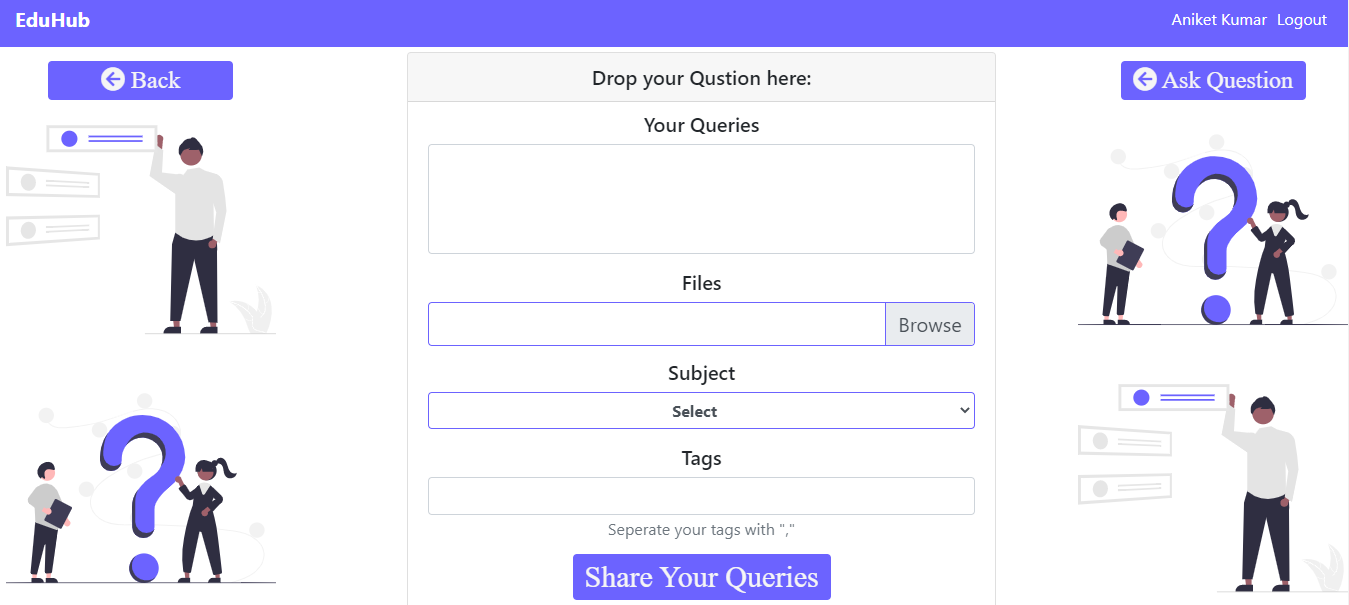 EduHub
Aniket Kumar Logout
Back
Drop your Qustion here:
Ask Question
Your Queries
Files
Browse
Subject
Select
Tags
Seperate your tags with ","
Share Your Queries